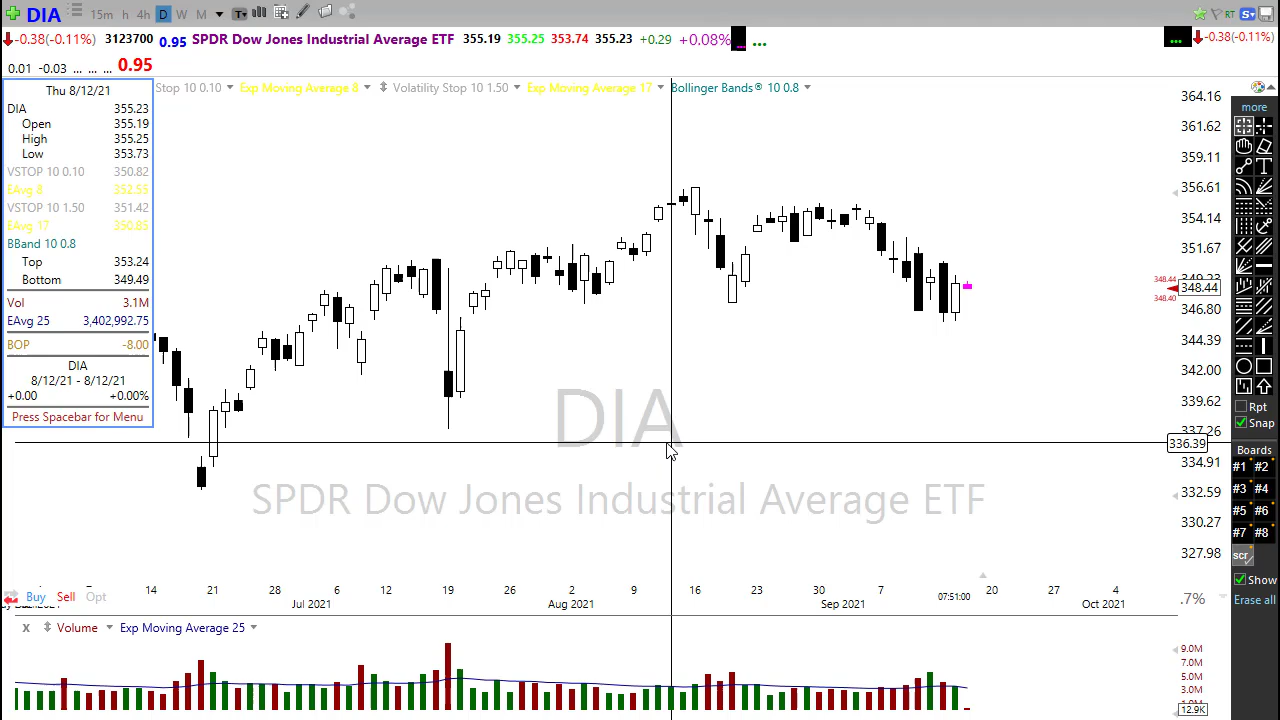 DIA 15m h 4h D W M T RT S
-0.38(-0.11%) 3123700 0.95 SPDR Dow Jones Industrial Average ETF 355.19 355.25 353.74 355.23 +0.29 +0.08% ... ... -0.38(-0.11%)
0.01 -0.03 ... ... 0.95
Stop 10 0.10 Exp Moving Average 8 Volatility Stop 10 1.50 Exp Moving Average 17 Bollinger Bands® 10 0.8
Thu 8/12/21
DIA 355.23
Open 355.19
High 355.25
Low 353.73
VSTOP 10 0.10 350.82
EAvg 8 352.55
VSTOP 10 1.50 351.42
EAvg 17 350.85
BBand 10 0.8
Top 353.24
Bottom 349.49
Vol 3.1M
EAvg 25 3,402,992.75
BOP -8.00
DIA
8/12/21 - 8/12/21
+0.00 +0.00%
Press Spacebar for Menu
DIA
SPDR Dow Jones Industrial Average ETF
364.16
361.62
359.11
356.61
354.14
351.67
348.44
348.44
348.40
346.80
344.39
342.00
339.62
337.26
336.39
334.91
332.59
330.27
327.98
more
Rpt
Snap
Boards
#1 #2
#3 #4
#5 #6
#7 #8
scr
Show
Erase all
14 21 28 6 12 19 26 2 9 16 23 30 7 07:51:00 20 27 4
Jul 2021 Aug 2021 Sep 2021 Oct 2021
Buy Sell Opt
.7%
x Volume Exp Moving Average 25
9.0M
7.0M
5.0M
3.0M
12.9K